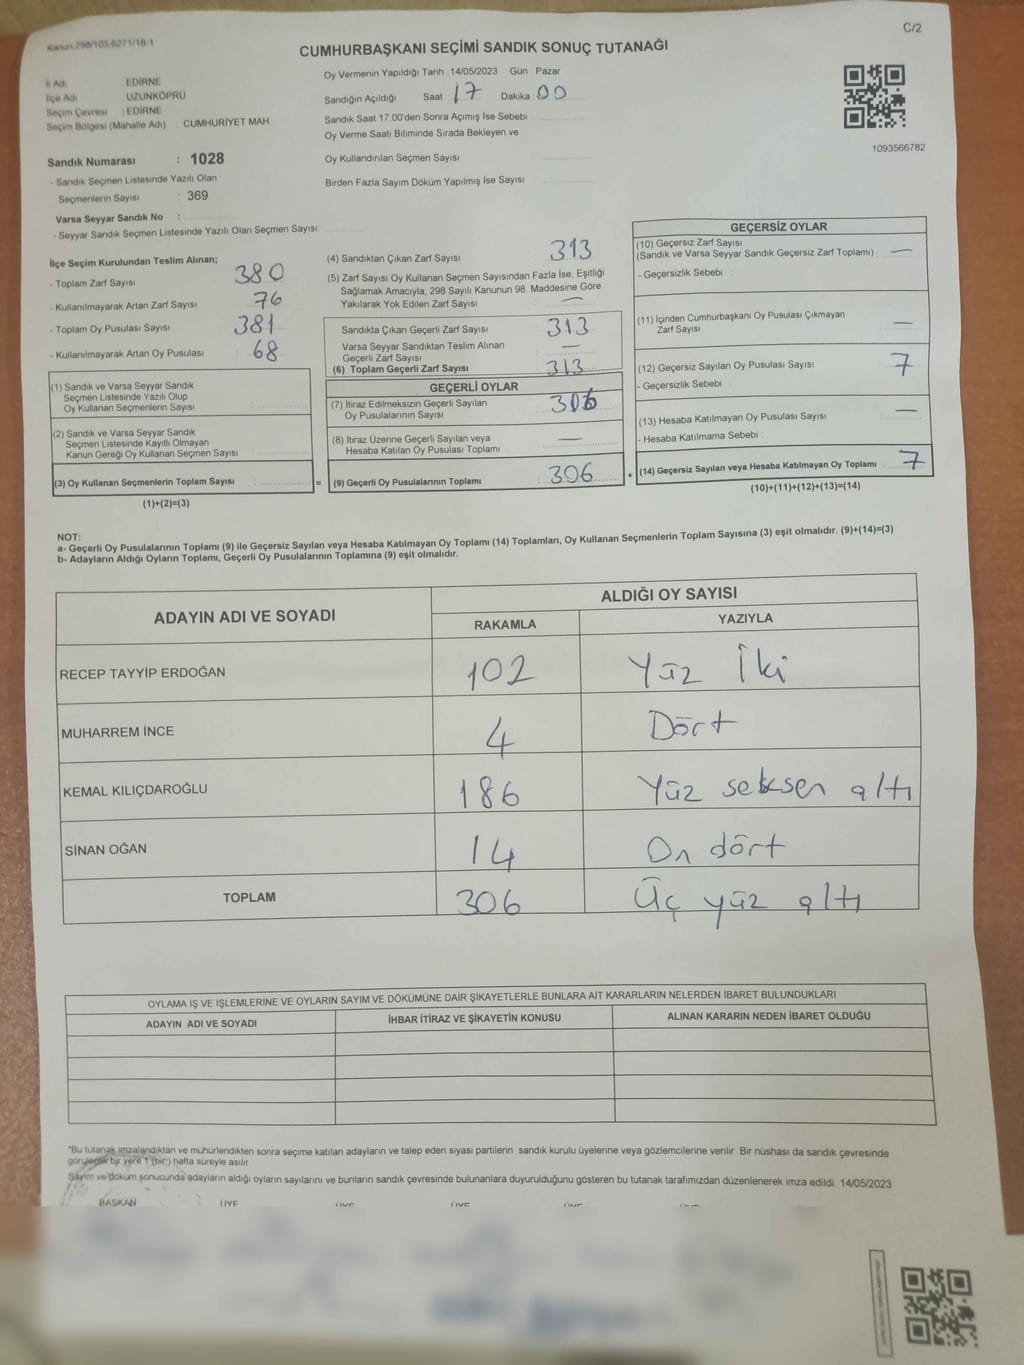 Kanun:298/105;6271/18-1
C/2
CUMHURBAŞKANI SEÇİMİ SANDIK SONUÇ TUTANAĞI
İl Adı : EDİRNE
İlçe Adı : UZUNKÖPRÜ
Seçim Çevresi : EDİRNE
Seçim Bölgesi (Mahalle Adı) : CUMHURİYET MAH.
Sandık Numarası : 1028
- Sandık Seçmen Listesinde Yazılı Olan
Seçmenlerin Sayısı : 369
Varsa Seyyar Sandık No :
- Seyyar Sandık Seçmen Listesinde Yazılı Olan Seçmen Sayısı:
Oy Vermenin Yapıldığı Tarih 14/05/2023 Gün Pazar
Sandığın Açıldığı Saat : 17 Dakika : 00
Sandık Saat 17:00'den Sonra Açımış İse Sebebi
Oy Verme Saati Bitiminde Sırada Bekleyen ve
Oy Kullandırılan Seçmen Sayısı :
Birden Fazla Sayım Döküm Yapılmış İse Sayısı :
1093566782
İlçe Seçim Kurulundan Teslim Alınan;
- Toplam Zarf Sayısı : 380
- Kullanılmayarak Artan Zarf Sayısı : 76
- Toplam Oy Pusulası Sayısı : 381
- Kullanılmayarak Artan Oy Pusulası : 68
(1) Sandık ve Varsa Seyyar Sandık
Seçmen Listesinde Yazılı Olup
Oy Kullanan Seçmenlerin Sayısı :
(2) Sandık ve Varsa Seyyar Sandık
Seçmen Listesinde Kayıtlı Olmayan
Kanun Gereği Oy Kullanan Seçmen Sayısı :
(3) Oy Kullanan Seçmenlerin Toplam Sayısı : =
(1)+(2)=(3)
(4) Sandıktan Çıkan Zarf Sayısı : 313
(5) Zarf Sayısı Oy Kullanan Seçmen Sayısından Fazla İse, Eşitliği
Sağlamak Amacıyla, 298 Sayılı Kanunun 98. Maddesine Göre
Yakılarak Yok Edilen Zarf Sayısı : —
Sandıkta Çıkan Geçerli Zarf Sayısı : 313
Varsa Seyyar Sandıktan Teslim Alınan
Geçerli Zarf Sayısı : —
(6) Toplam Geçerli Zarf Sayısı : 313
GEÇERLİ OYLAR
(7) İtiraz Edilmeksizin Geçerli Sayılan
Oy Pusulalarının Sayısı : 306
(8) İtiraz Üzerine Geçerli Sayılan veya
Hesaba Katılan Oy Pusulası Toplamı : —
(9) Geçerli Oy Pusulalarının Toplamı : 306 +
GEÇERSİZ OYLAR
(10) Geçersiz Zarf Sayısı
(Sandık ve Varsa Seyyar Sandık Geçersiz Zarf Toplamı) : —
- Geçersizlik Sebebi :
(11) İçinden Cumhurbaşkanı Oy Pusulası Çıkmayan
Zarf Sayısı : —
(12) Geçersiz Sayılan Oy Pusulası Sayısı : 7
- Geçersizlik Sebebi :
(13) Hesaba Katılmayan Oy Pusulası Sayısı : —
- Hesaba Katılmama Sebebi :
(14) Geçersiz Sayılan veya Hesaba Katılmayan Oy Toplamı : 7
(10)+(11)+(12)+(13)=(14)
NOT:
a- Geçerli Oy Pusulalarının Toplamı (9) ile Geçersiz Sayılan veya Hesaba Katılmayan Oy Toplamı (14) Toplamları, Oy Kullanan Seçmenlerin Toplam Sayısına (3) eşit olmalıdır. (9)+(14)=(3)
b- Adayların Aldığı Oyların Toplamı, Geçerli Oy Pusulalarının Toplamına (9) eşit olmalıdır.
ADAYIN ADI VE SOYADI ALDIĞI OY SAYISI
RAKAMLA YAZIYLA
RECEP TAYYİP ERDOĞAN 102 Yüz İki
MUHARREM İNCE 4 Dört
KEMAL KILIÇDAROĞLU 186 Yüz seksen altı
SİNAN OĞAN 14 On dört
TOPLAM 306 Üç yüz altı
OYLAMA İŞ VE İŞLEMLERİNE VE OYLARIN SAYIM VE DÖKÜMÜNE DAİR ŞİKAYETLERLE BUNLARA AİT KARARLARIN NELERDEN İBARET BULUNDUKLARI
ADAYIN ADI VE SOYADI İHBAR İTİRAZ VE ŞİKAYETİN KONUSU ALINAN KARARIN NEDEN İBARET OLDUĞU
*Bu tutanak imzalandıktan ve mühürlendikten sonra seçime katılan adayların ve talep eden siyasi partilerin sandık kurulu üyelerine veya gözlemcilerine verilir. Bir nüshası da sandık çevresinde
görülecek bir yere 1 (bir) hafta süreyle asılır.
Sayım ve döküm sonucunda adayların aldığı oyların sayılarını ve bunların sandık çevresinde bulunanlara duyurulduğunu gösteren bu tutanak tarafımızdan düzenlenerek imza edildi. 14/05/2023
BAŞKAN ÜYE ÜYE ÜYE ÜYE